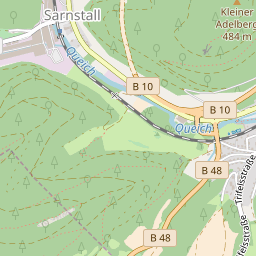 Kleiner
Adelberg
484 m
Sarnstall
Queich
B 10
B 10
Queich
B 48
Trifelsstraße
B 48